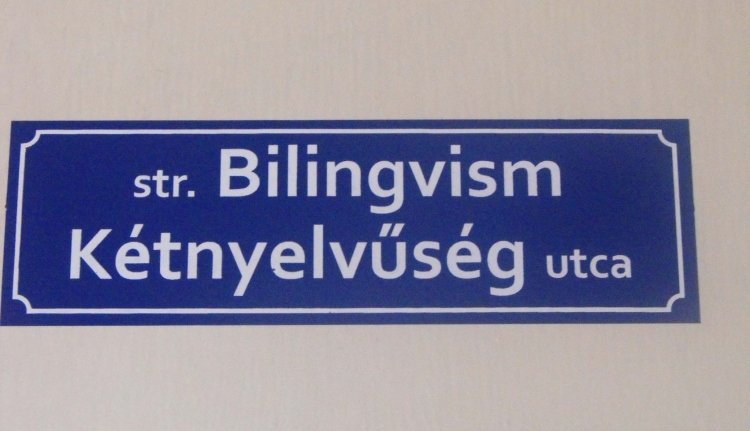 str. Bilingvism
Kétnyelvűség utca